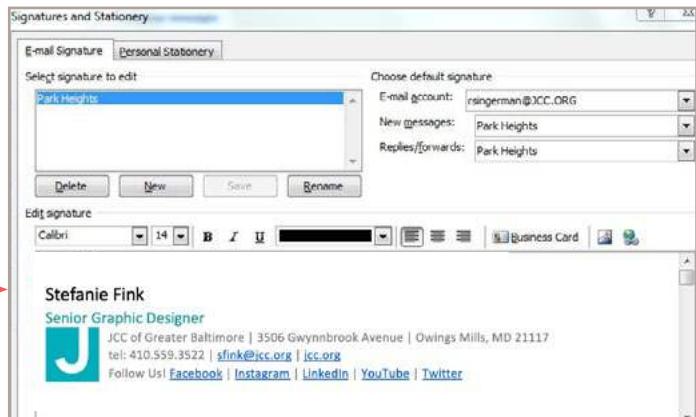 Signatures and Stationery
E-mail Signature Personal Stationery
Select signature to edit
Park Heights
Delete New Save Rename
Choose default signature
E-mail account: rsingerman@JCC.ORG
New messages: Park Heights
Replies/forwards: Park Heights
Edit signature
Calibri 14 B I U Business Card
Stefanie Fink
Senior Graphic Designer
J
JCC of Greater Baltimore | 3506 Gwynnbrook Avenue | Owings Mills, MD 21117
tel: 410.559.3522 | sfink@jcc.org | jcc.org
Follow Us! Facebook | Instagram | LinkedIn | YouTube | Twitter